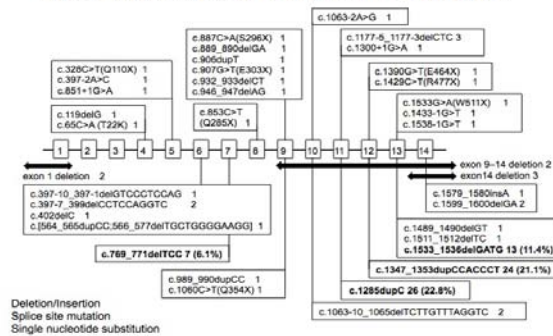 c.1063-2A>G 1
c.887C>A(S296X) 1
c.889_890delGA 1
c.906dupT 1
c.907G>T(E303X) 1
c.932_933delCT 1
c.946_947delAG 1
c.1177-5_1177-3delCTC 3
c.1300+1G>A 1
c.328C>T(Q110X) 1
c.397-2A>C 1
c.851+1G>A 1
c.1390G>T(E464X) 1
c.1429C>T(R477X) 1
c.1533G>A(W511X) 1
c.1433-1G>T 1
c.1538-1G>T 1
c.119delG 1
c.65C>A (T22K) 1
c.853C>T 1
(Q285X)
1 2 3 4 5 6 7 8 9 10 11 12 13 14
exon 1 deletion 2
exon 9-14 deletion 2
exon14 deletion 3
c.397-10_397-1delGTCCCTCCAG 1
c.397-7_399delCCTCCAGGTC 2
c.402delC 1
c.[564_565dupCC;566_577delTGCTGGGGAAGG] 1
c.1579_1580insA 1
c.1599_1600delGA 2
c.769_771delTCC 7 (6.1%)
c.1489_1490delGT 1
c.1511_1512delTC 1
c.1533_1536delGATG 13 (11.4%)
c.989_990dupCC 1
c.1060C>T(Q354X) 1
c.1347_1353dupCCACCCT 24 (21.1%)
c.1285dupC 26 (22.8%)
c.1063-10_1065delTCTTGTTTAGGTC 2
Deletion/Insertion
Splice site mutation
Single nucleotide substitution